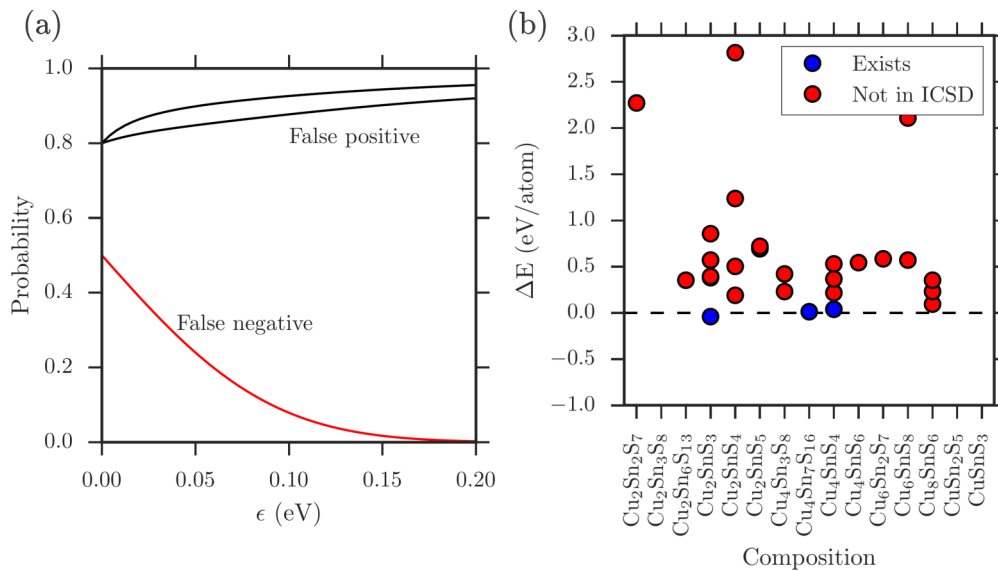 (a)
1.0
0.8
0.6
0.4
0.2
0.0
Probability
False positive
False negative
0.00 0.05 0.10 0.15 0.20
ϵ (eV)
(b)
3.0
2.5
2.0
1.5
1.0
0.5
0.0
−0.5
−1.0
ΔE (eV/atom)
Exists
Not in ICSD
Cu₂Sn₂S₇
Cu₂Sn₃S₈
Cu₂Sn₆S₁₃
Cu₂SnS₃
Cu₂SnS₄
Cu₂SnS₅
Cu₄Sn₃S₈
Cu₄Sn₇S₁₆
Cu₄SnS₄
Cu₄SnS₆
Cu₆Sn₂S₇
Cu₆SnS₈
Cu₈SnS₆
CuSn₂S₅
CuSnS₃
Composition